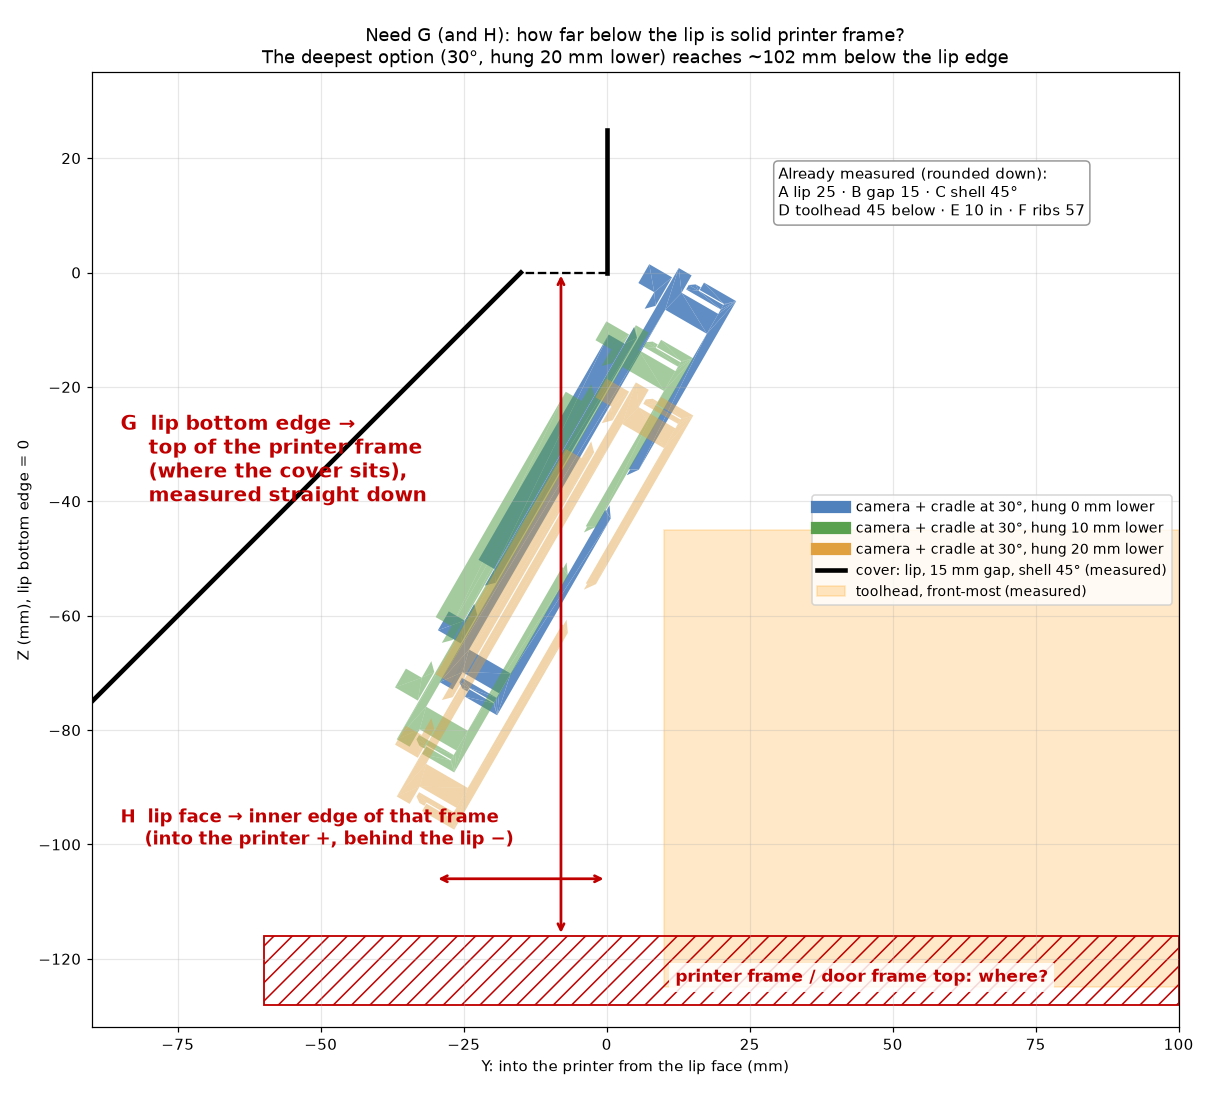 Need G (and H): how far below the lip is solid printer frame?
The deepest option (30°, hung 20 mm lower) reaches ~102 mm below the lip edge
Already measured (rounded down):
A lip 25 · B gap 15 · C shell 45°
D toolhead 45 below · E 10 in · F ribs 57
G lip bottom edge →
top of the printer frame
(where the cover sits),
measured straight down
camera + cradle at 30°, hung 0 mm lower
camera + cradle at 30°, hung 10 mm lower
camera + cradle at 30°, hung 20 mm lower
cover: lip, 15 mm gap, shell 45° (measured)
toolhead, front-most (measured)
H lip face → inner edge of that frame
(into the printer +, behind the lip −)
printer frame / door frame top: where?
Z (mm), lip bottom edge = 0
20
0
−20
−40
−60
−80
−100
−120
−75
−50
−25
0
25
50
75
100
Y: into the printer from the lip face (mm)